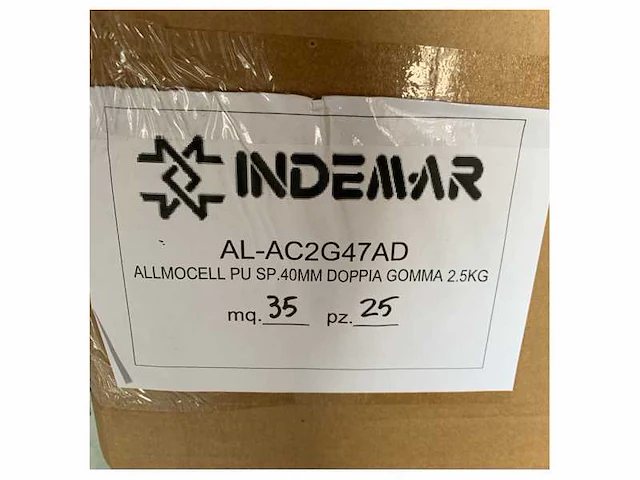 INDEMAR
AL-AC2G47AD
ALLMOCELL PU SP.40MM DOPPIA GOMMA 2.5KG
mq. 35 pz. 25